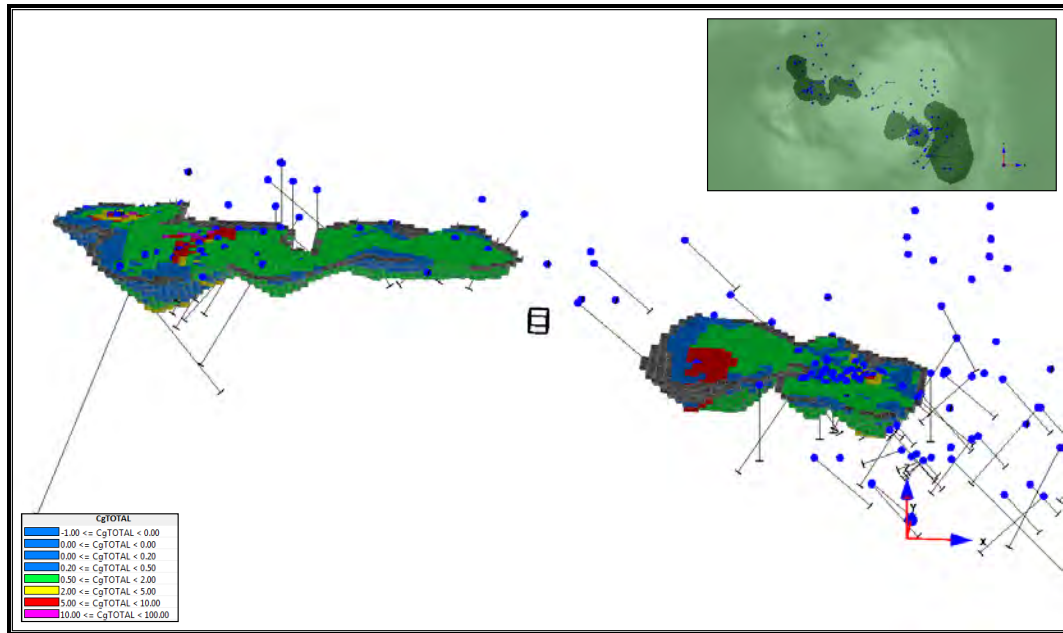 Y
X
CgTOTAL
-1.00 <= CgTOTAL < 0.00
0.00 <= CgTOTAL < 0.00
0.00 <= CgTOTAL < 0.20
0.20 <= CgTOTAL < 0.50
0.50 <= CgTOTAL < 2.00
2.00 <= CgTOTAL < 5.00
5.00 <= CgTOTAL < 10.00
10.00 <= CgTOTAL < 100.00